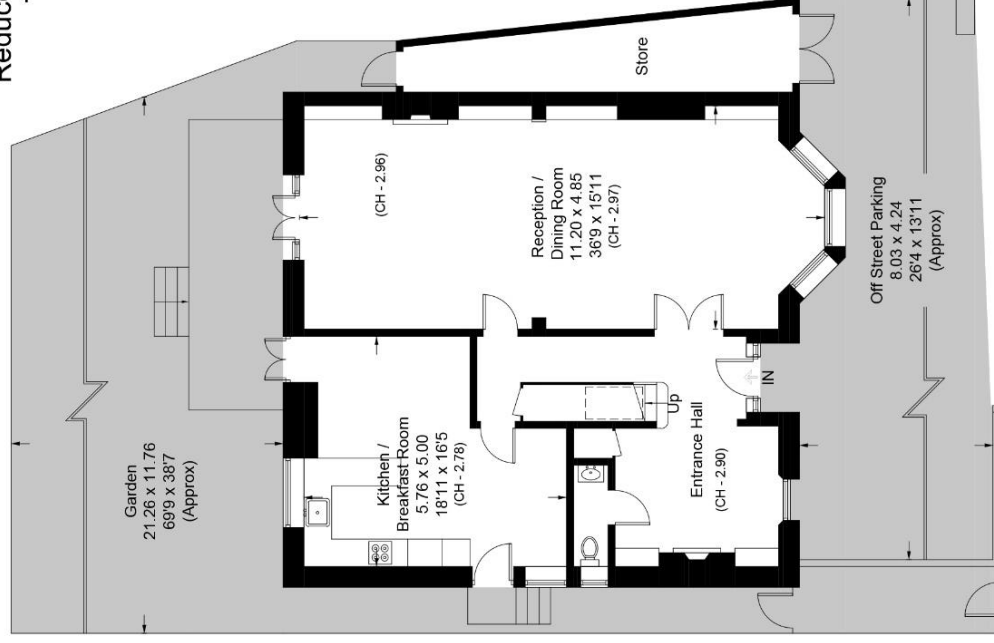 Garden
21.26 x 11.76
69'9 x 38'7
(Approx)
Store
(CH - 2.96)
Reception /
Dining Room
11.20 x 4.85
36'9 x 15'11
(CH - 2.97)
Kitchen /
Breakfast Room
5.76 x 5.00
18'11 x 16'5
(CH - 2.78)
Up
Entrance Hall
(CH - 2.90)
IN
Off Street Parking
8.03 x 4.24
26'4 x 13'11
(Approx)